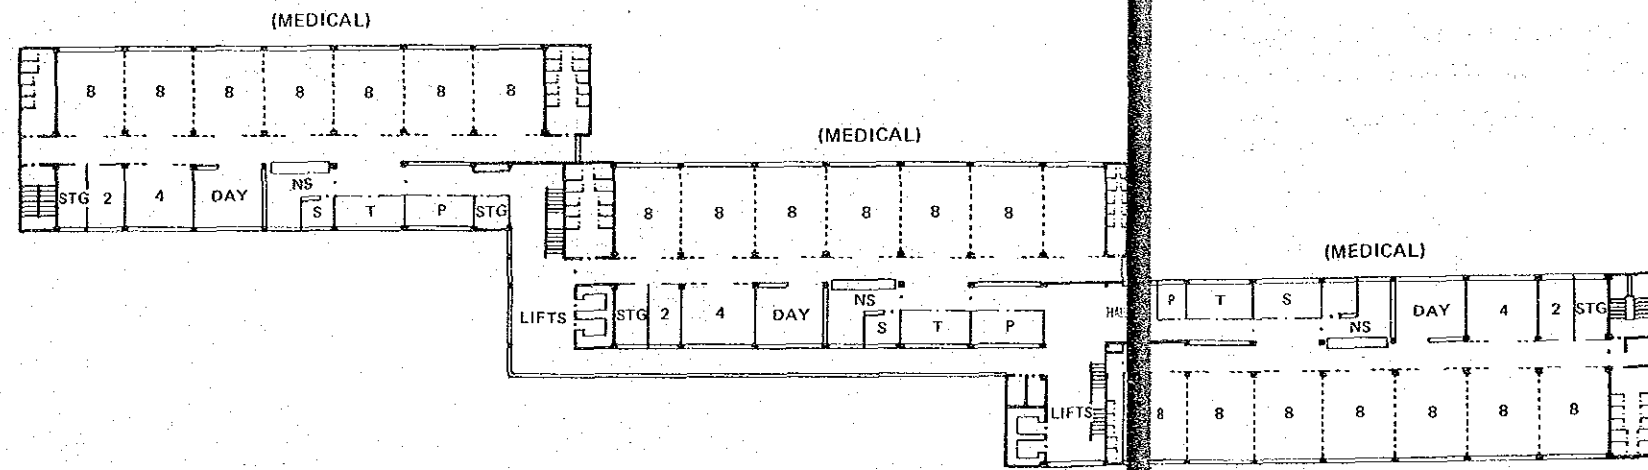 (MEDICAL)
8 8 8 8 8 8 8
STG 2 4 DAY NS S T P STG
(MEDICAL)
8 8 8 8 8 8
LIFTS STG 2 4 DAY NS S T P
LIFTS
(MEDICAL)
P T S NS DAY 4 2 STG
8 8 8 8 8 8 8